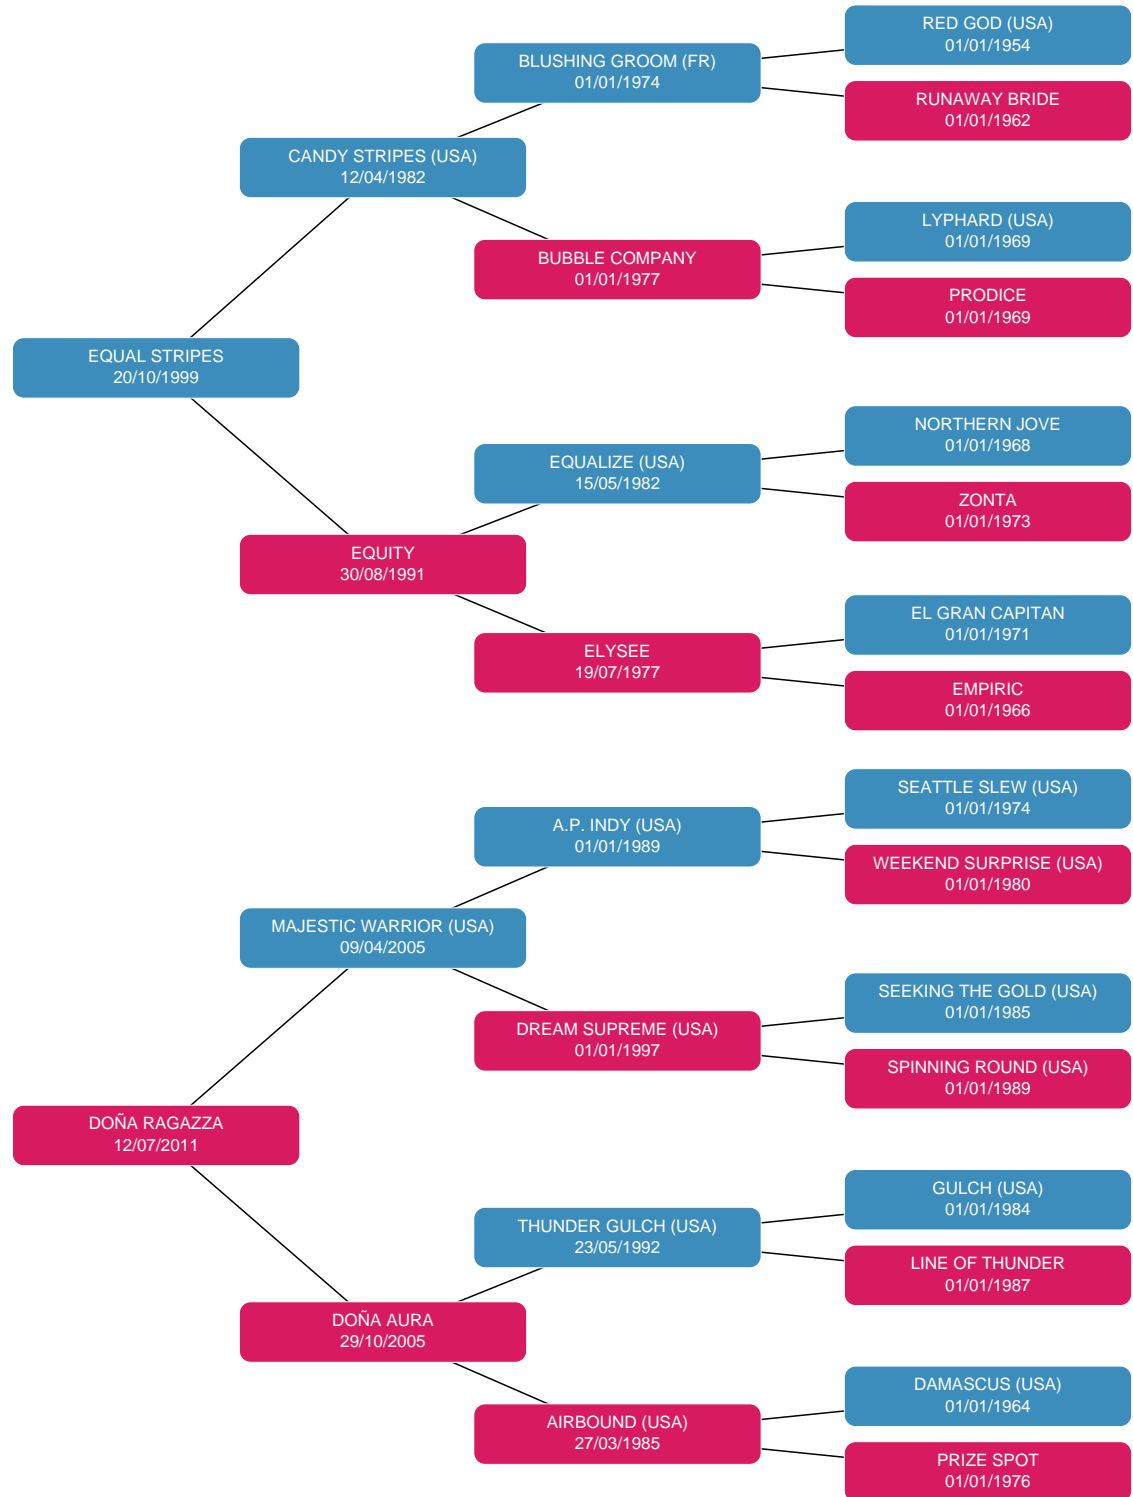 RED GOD (USA)
01/01/1954
BLUSHING GROOM (FR)
01/01/1974
RUNAWAY BRIDE
01/01/1962
CANDY STRIPES (USA)
12/04/1982
LYPHARD (USA)
01/01/1969
BUBBLE COMPANY
01/01/1977
PRODICE
01/01/1969
EQUAL STRIPES
20/10/1999
NORTHERN JOVE
01/01/1968
EQUALIZE (USA)
15/05/1982
ZONTA
01/01/1973
EQUITY
30/08/1991
EL GRAN CAPITAN
01/01/1971
ELYSEE
19/07/1977
EMPIRIC
01/01/1966
SEATTLE SLEW (USA)
01/01/1974
A.P. INDY (USA)
01/01/1989
WEEKEND SURPRISE (USA)
01/01/1980
MAJESTIC WARRIOR (USA)
09/04/2005
SEEKING THE GOLD (USA)
01/01/1985
DREAM SUPREME (USA)
01/01/1997
SPINNING ROUND (USA)
01/01/1989
DOÑA RAGAZZA
12/07/2011
GULCH (USA)
01/01/1984
THUNDER GULCH (USA)
23/05/1992
LINE OF THUNDER
01/01/1987
DOÑA AURA
29/10/2005
DAMASCUS (USA)
01/01/1964
AIRBOUND (USA)
27/03/1985
PRIZE SPOT
01/01/1976